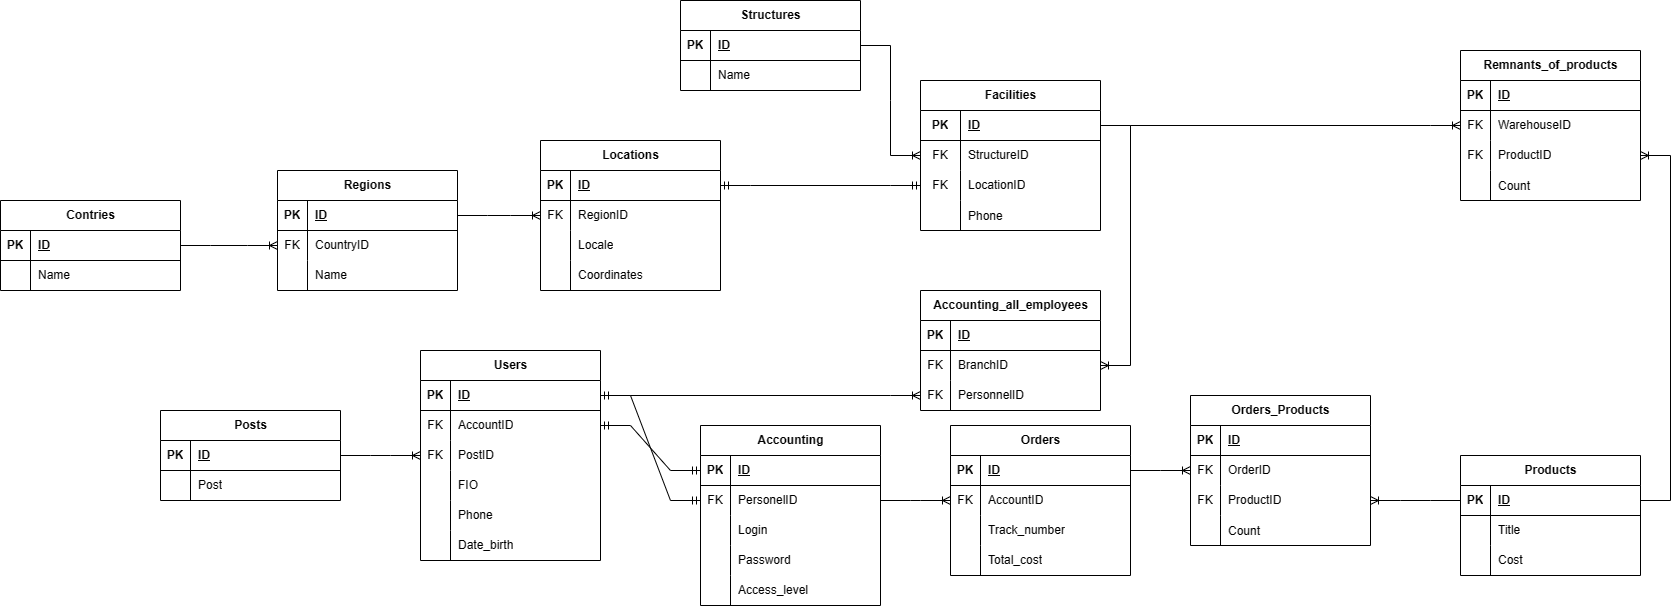 Structures
PK ID
Name
Remnants_of_products
PK ID
FK WarehouseID
FK ProductID
Count
Facilities
PK ID
FK StructureID
FK LocationID
Phone
Locations
PK ID
FK RegionID
Locale
Coordinates
Regions
PK ID
FK CountryID
Name
Contries
PK ID
Name
Accounting_all_employees
PK ID
FK BranchID
FK PersonnelID
Users
PK ID
FK AccountID
FK PostID
FIO
Phone
Date_birth
Posts
PK ID
Post
Accounting
PK ID
FK PersonelID
Login
Password
Access_level
Orders
PK ID
FK AccountID
Track_number
Total_cost
Orders_Products
PK ID
FK OrderID
FK ProductID
Count
Products
PK ID
Title
Cost